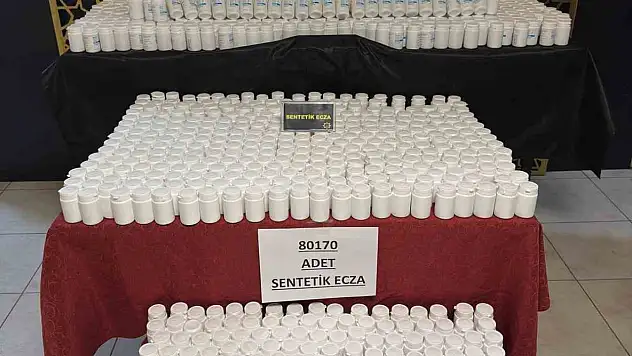 SENTETİK ECZA
80170
ADET
SENTETİK ECZA